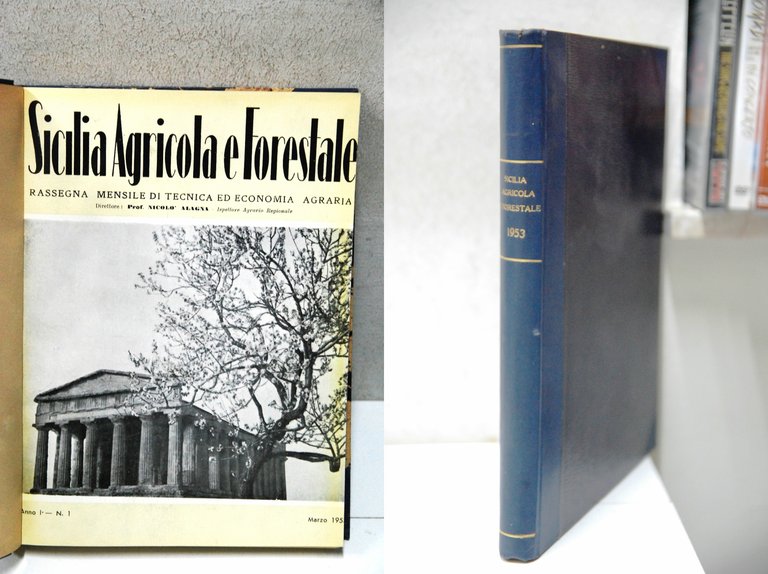 Sicilia Agricola e Forestale
RASSEGNA MENSILE DI TECNICA ED ECONOMIA AGRARIA
Direttore: Prof. NICOLO' ALAGNA Ispettore Agrario Regionale
Anno I° — N. 1
Marzo 195
SICILIA
AGRICOLA
FORESTALE
1953